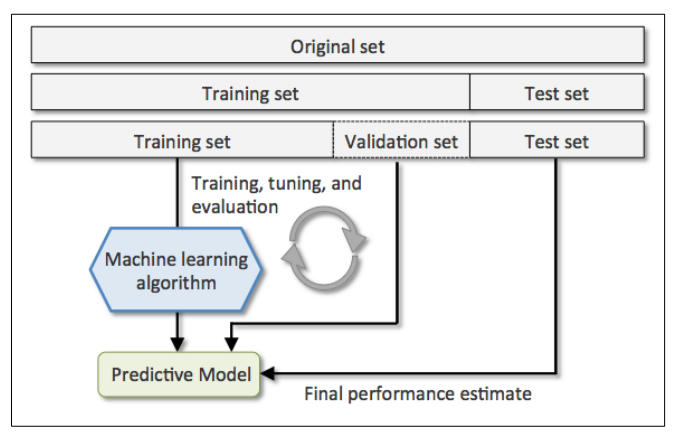 Original set
Training set Test set
Training set Validation set Test set
Training, tuning, and
evaluation
Machine learning
algorithm
Predictive Model
Final performance estimate